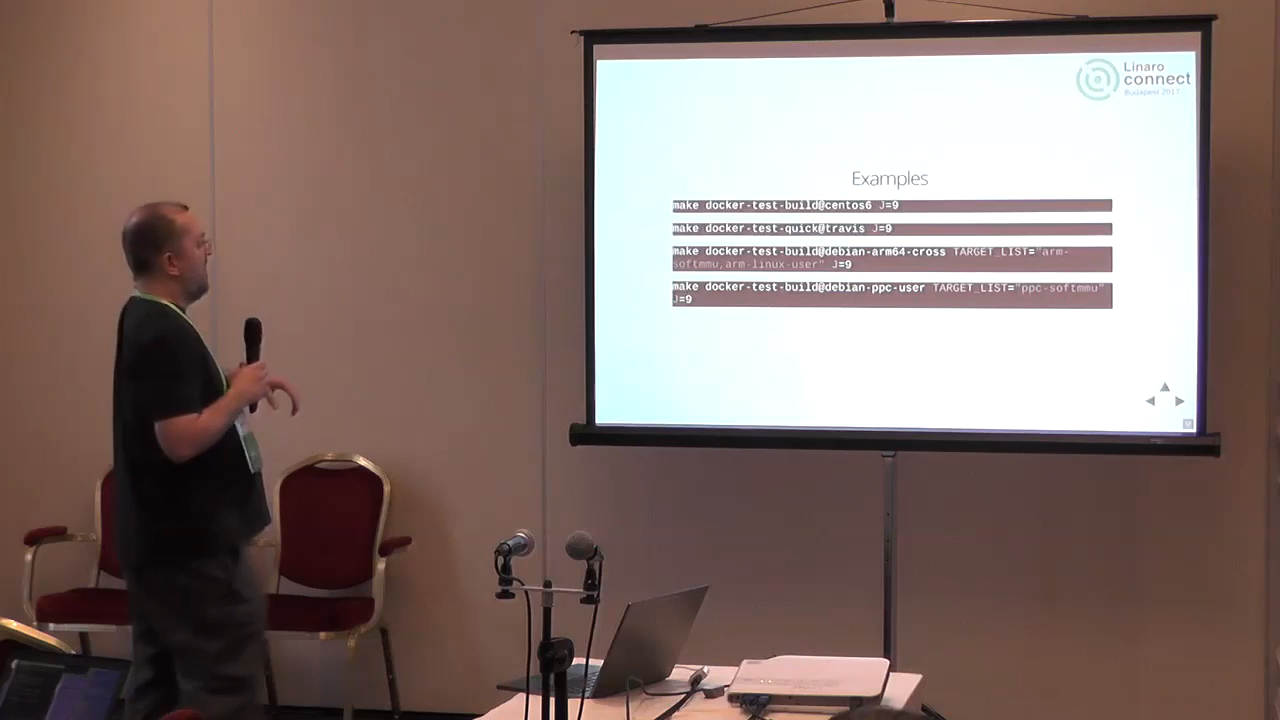 Linaro
connect
Budapest 2017
Examples
make docker-test-build@centos6 J=9
make docker-test-quick@travis J=9
make docker-test-build@debian-arm64-cross TARGET_LIST="arm-
softmmu,arm-linux-user" J=9
make docker-test-build@debian-ppc-user TARGET_LIST="ppc-softmmu"
J=9